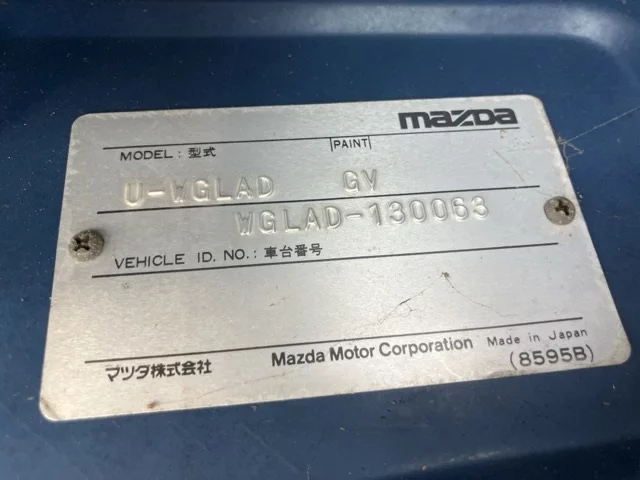 mazda
MODEL : 型式 PAINT
U-WGLAD GV
WGLAD-130063
VEHICLE ID. NO. : 車台番号
マツダ株式会社 Mazda Motor Corporation Made in Japan
(8595B)